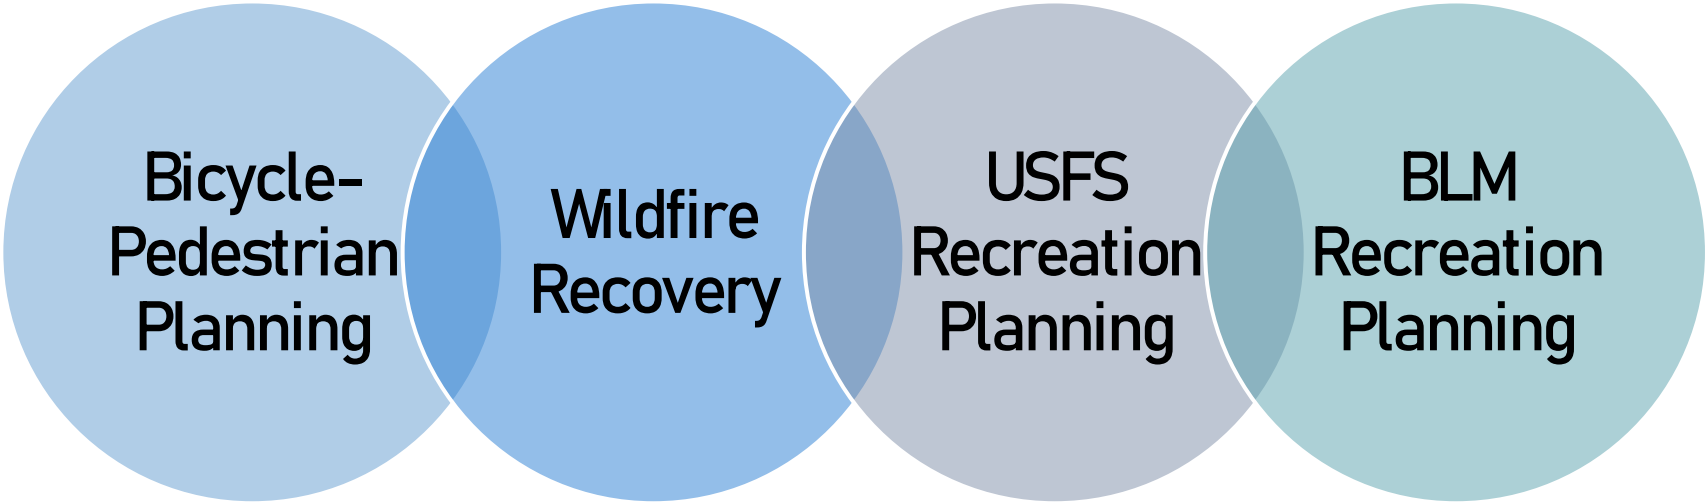 Bicycle-
Pedestrian
Planning
Wildfire
Recovery
USFS
Recreation
Planning
BLM
Recreation
Planning